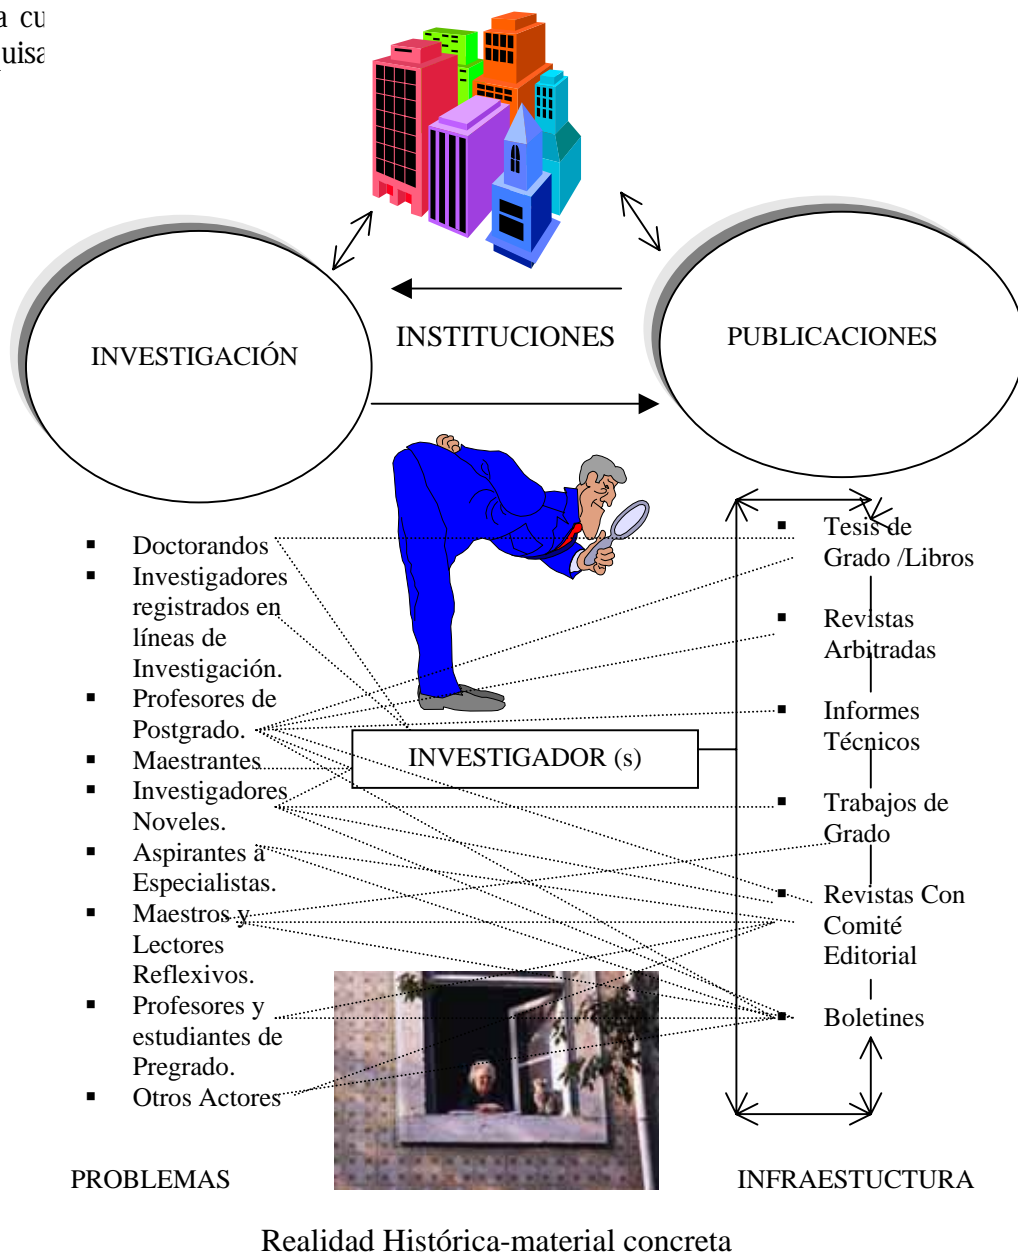 INSTITUCIONES
INVESTIGACIÓN
PUBLICACIONES
▪ Doctorandos
▪ Investigadores
registrados en
líneas de
Investigación.
▪ Profesores de
Postgrado.
▪ Maestrantes
▪ Investigadores
Noveles.
▪ Aspirantes a
Especialistas.
▪ Maestros y
Lectores
Reflexivos.
▪ Profesores y
estudiantes de
Pregrado.
▪ Otros Actores
INVESTIGADOR (s)
▪ Tesis de
Grado /Libros
▪ Revistas
Arbitradas
▪ Informes
Técnicos
▪ Trabajos de
Grado
▪ Revistas Con
Comité
Editorial
▪ Boletines
PROBLEMAS
INFRAESTUCTURA
Realidad Histórica-material concreta